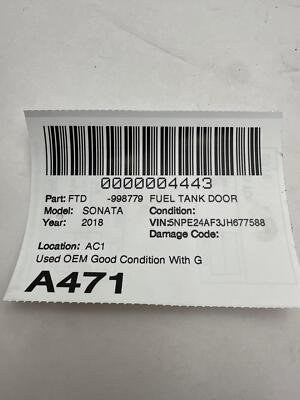 0000004443
Part: FTD -998779 FUEL TANK DOOR
Model: SONATA Condition:
Year: 2018 VIN:5NPE24AF3JH677588
Damage Code:
Location: AC1
Used OEM Good Condition With G
A471